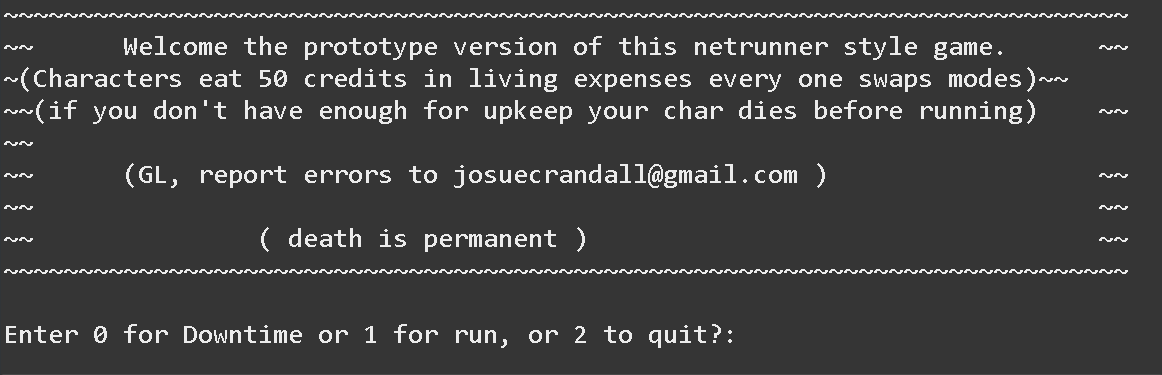 ~~~~~~~~~~~~~~~~~~~~~~~~~~~~~~~~~~~~~~~~~~~~~~~~~~~~~~~~~~~~~~~~~~~~~~~~~~~
~~      Welcome the prototype version of this netrunner style game.      ~~
~(Characters eat 50 credits in living expenses every one swaps modes)~~
~~(if you don't have enough for upkeep your char dies before running)    ~~
~~
~~      (GL, report errors to josuecrandall@gmail.com )                  ~~
~~                                                                       ~~
~~               ( death is permanent )                                  ~~
~~~~~~~~~~~~~~~~~~~~~~~~~~~~~~~~~~~~~~~~~~~~~~~~~~~~~~~~~~~~~~~~~~~~~~~~~~~
Enter 0 for Downtime or 1 for run, or 2 to quit?: